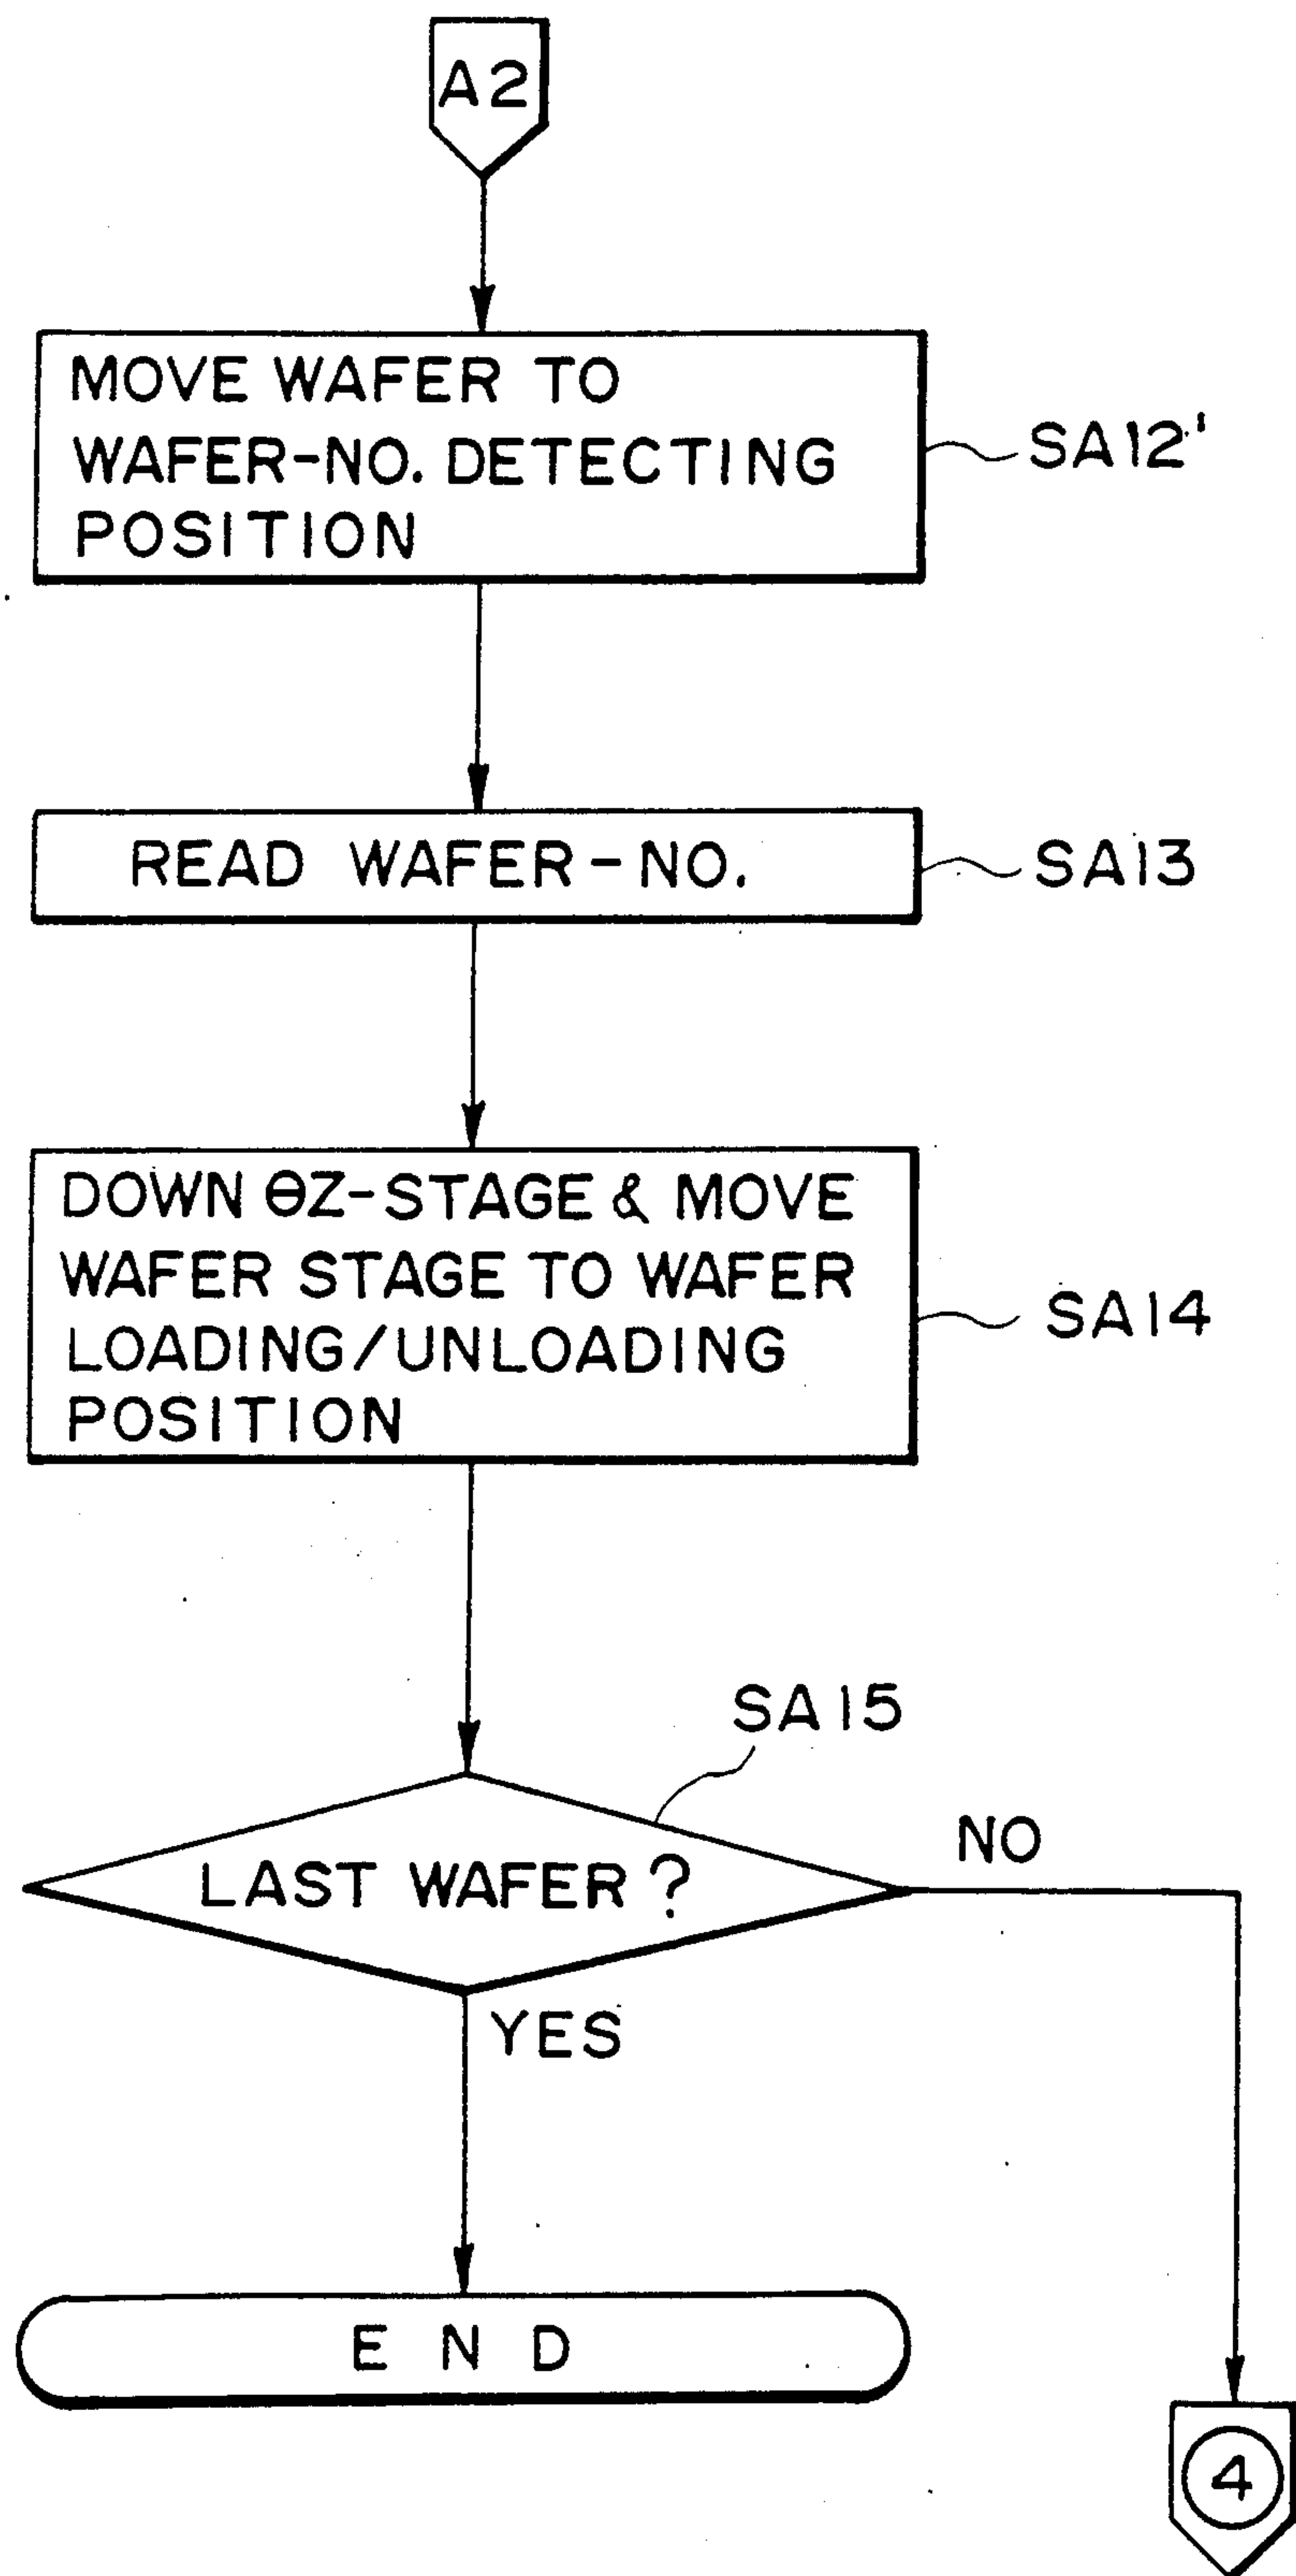 A2
MOVE WAFER TO
WAFER-NO. DETECTING
POSITION
SA12'
READ WAFER-NO.
SA13
DOWN θZ-STAGE & MOVE
WAFER STAGE TO WAFER
LOADING/UNLOADING
POSITION
SA14
SA15
LAST WAFER?
NO
YES
END
4